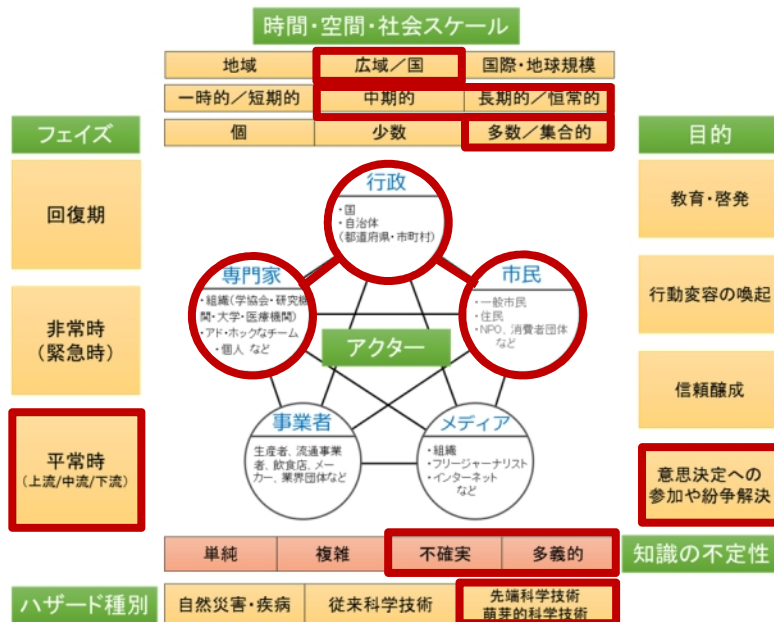 時間・空間・社会スケール
地域
広域／国
国際・地球規模
一時的／短期的
中期的
長期的／恒常的
個
少数
多数／集合的
フェイズ
回復期
非常時
（緊急時）
平常時
（上流/中流/下流）
目的
教育・啓発
行動変容の喚起
信頼醸成
意思決定への
参加や紛争解決
行政
・国
・自治体
（都道府県・市町村）
専門家
・組織（学協会・研究機
関・大学・医療機関）
・アド・ホックなチーム
・個人 など
市民
・一般市民
・住民
・NPO、消費者団体
など
アクター
事業者
生産者、流通事業
者、飲食店、メー
カー、業界団体など
メディア
・組織
・フリージャーナリスト
・インターネット
など
単純
複雑
不確実
多義的
知識の不定性
ハザード種別
自然災害・疾病
従来科学技術
先端科学技術
萌芽的科学技術